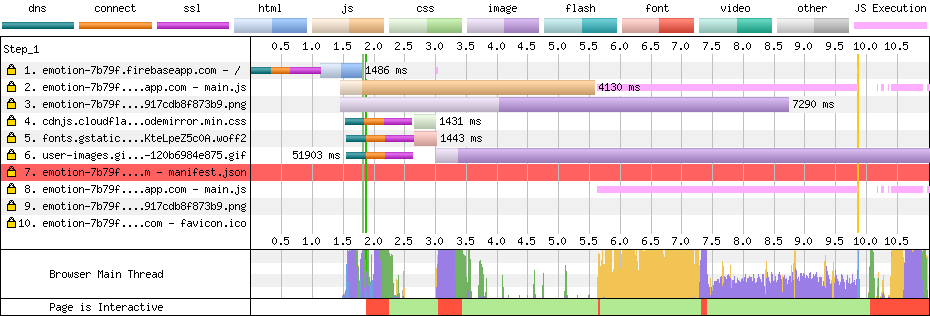 dns connect ssl html js css image flash font video other JS Execution
Step_1 0.5 1.0 1.5 2.0 2.5 3.0 3.5 4.0 4.5 5.0 5.5 6.0 6.5 7.0 7.5 8.0 8.5 9.0 9.5 10.0 10.5
1. emotion-7b79f.firebaseapp.com - / 1486 ms
2. emotion-7b79f....app.com - main.js 4130 ms
3. emotion-7b79f....917cdb8f873b9.png 7290 ms
4. cdnjs.cloudfla...odemirror.min.css 1431 ms
5. fonts.gstatic....KteLpeZ5c0A.woff2 1443 ms
6. user-images.gi...-120b6984e875.gif 51903 ms
7. emotion-7b79f....m - manifest.json
8. emotion-7b79f....app.com - main.js
9. emotion-7b79f....917cdb8f873b9.png
10. emotion-7b79f....com - favicon.ico
0.5 1.0 1.5 2.0 2.5 3.0 3.5 4.0 4.5 5.0 5.5 6.0 6.5 7.0 7.5 8.0 8.5 9.0 9.5 10.0 10.5
Browser Main Thread
Page is Interactive